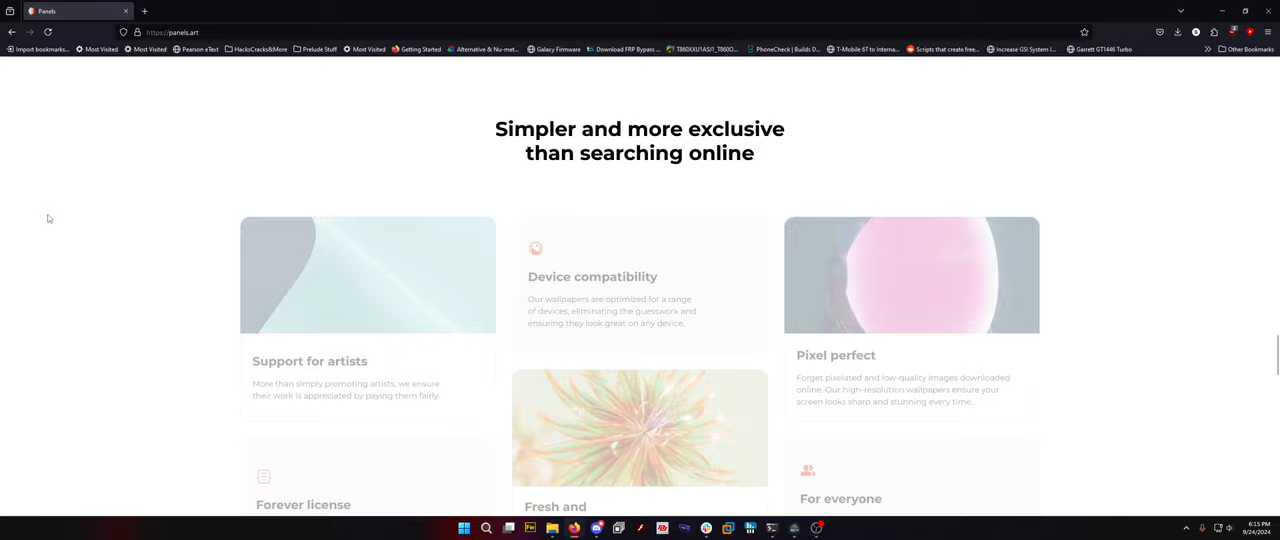 Panels
https://panels.art
Import bookmarks...
Most Visited
Most Visited
Pearson eText
HacksCracks&More
Prelude Stuff
Most Visited
Getting Started
Alternative & Nu-met...
Galaxy Firmware
Download FRP Bypass ...
T860XXU1ASJ1_T860O...
PhoneCheck | Builds D...
T-Mobile 6T to Interna...
Scripts that create free...
Increase GSI System I...
Garrett GT1446 Turbo
Other Bookmarks
Simpler and more exclusive
than searching online
Support for artists
More than simply promoting artists, we ensure
their work is appreciated by paying them fairly.
Forever license
Device compatibility
Our wallpapers are optimized for a range
of devices, eliminating the guesswork and
ensuring they look great on any device.
Fresh and
Pixel perfect
Forget pixelated and low-quality images downloaded
online. Our high-resolution wallpapers ensure your
screen looks sharp and stunning every time.
For everyone
Fw
6:15 PM
9/24/2024